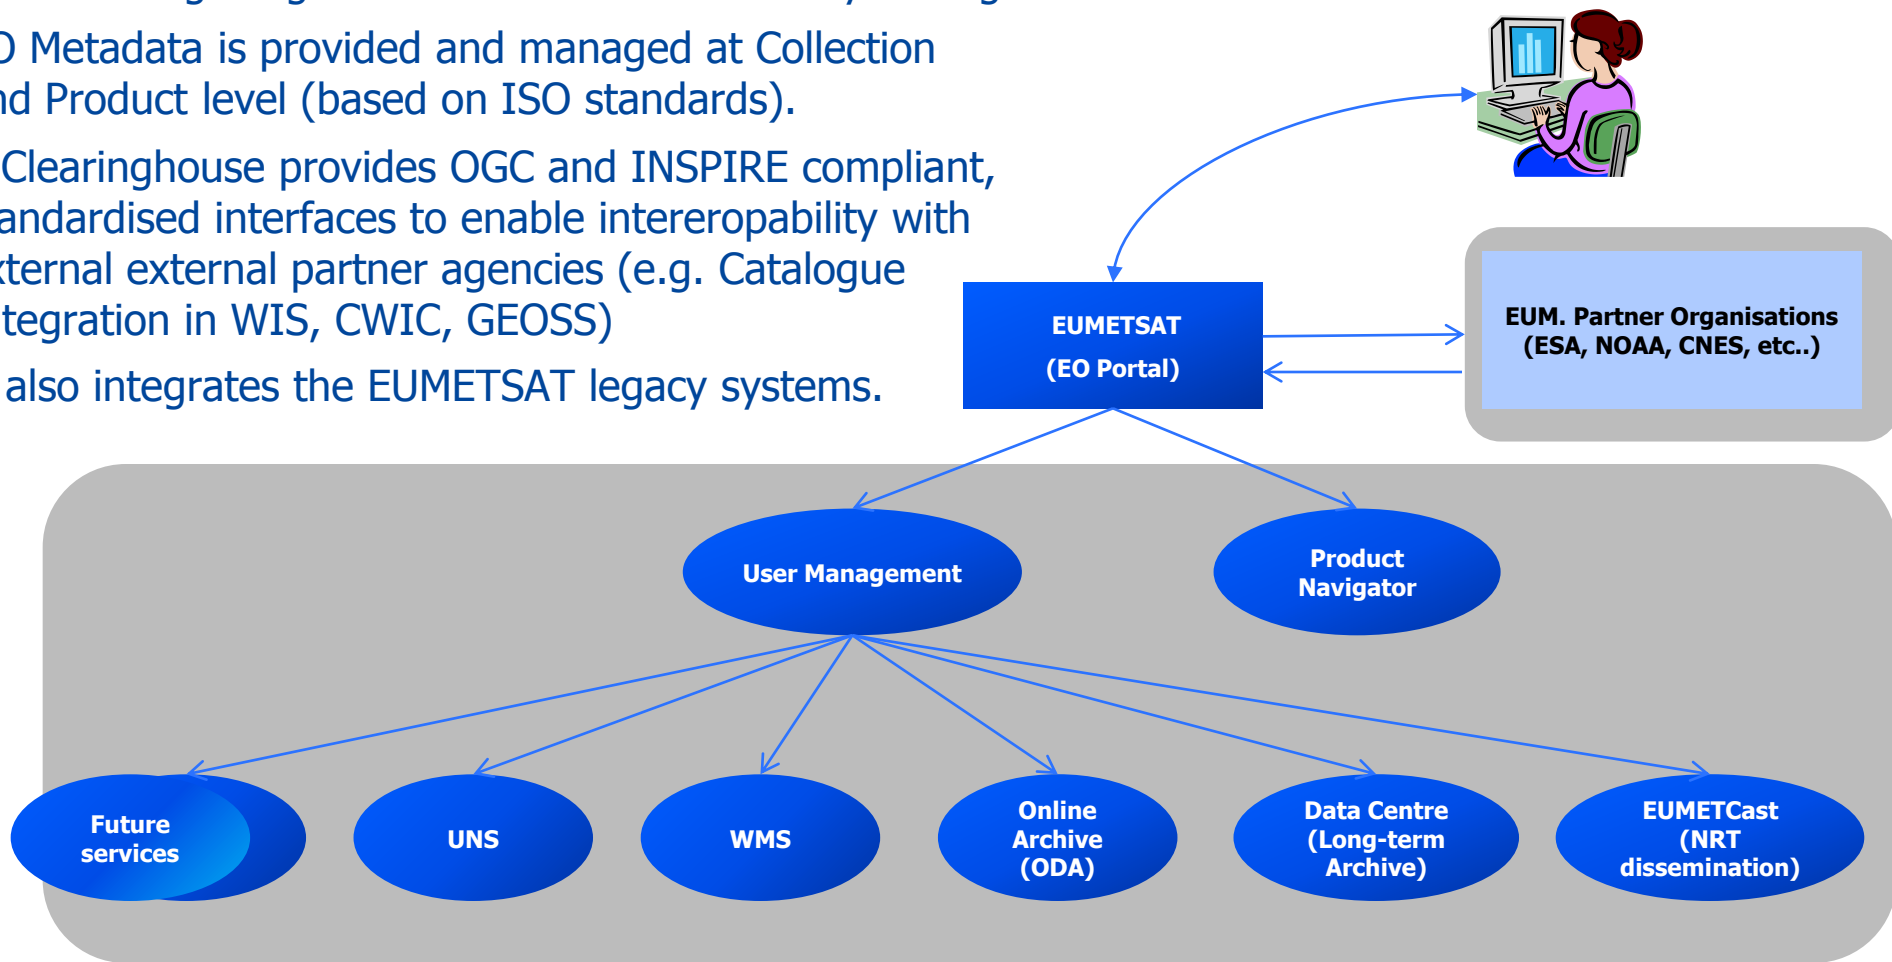 O Metadata is provided and managed at Collection
nd Product level (based on ISO standards).
Clearinghouse provides OGC and INSPIRE compliant,
andardised interfaces to enable intereropability with
xternal external partner agencies (e.g. Catalogue
tegration in WIS, CWIC, GEOSS)
also integrates the EUMETSAT legacy systems.
EUMETSAT
(EO Portal)
EUM. Partner Organisations
(ESA, NOAA, CNES, etc..)
User Management
Product
Navigator
Future
services
UNS
WMS
Online
Archive
(ODA)
Data Centre
(Long-term
Archive)
EUMETCast
(NRT
dissemination)